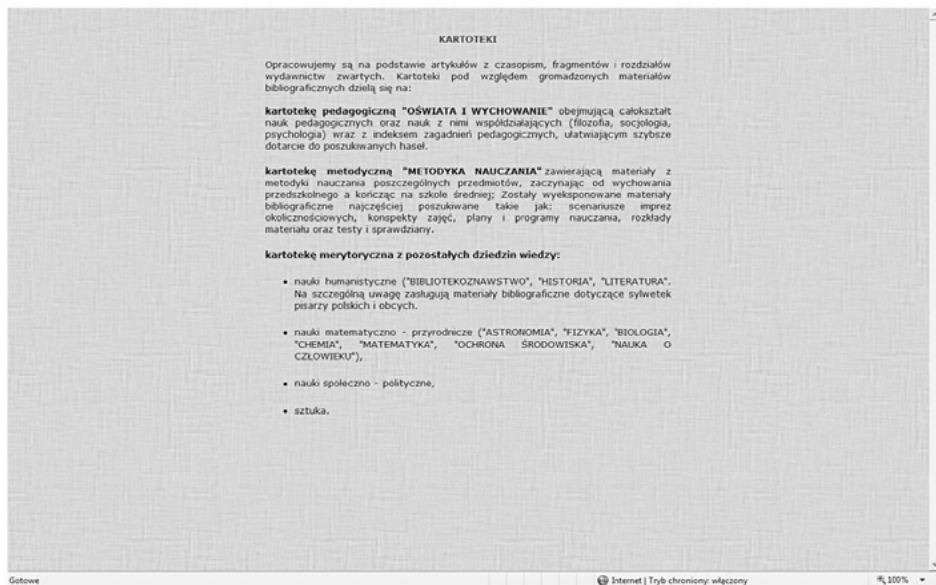 KARTOTEKI
Opracowujemy są na podstawie artykułów z czasopism, fragmentów i rozdziałów
wydawnictw zwartych. Kartoteki pod względem gromadzonych materiałów
bibliograficznych dzielą się na:
kartotekę pedagogiczną "OŚWIATA I WYCHOWANIE" obejmującą całokształt
nauk pedagogicznych oraz nauk z nimi współdziałających (filozofia, socjologia,
psychologia) wraz z indeksem zagadnień pedagogicznych, ułatwiającym szybsze
dotarcie do poszukiwanych haseł.
kartotekę metodyczną "METODYKA NAUCZANIA" zawierającą materiały z
metodyki nauczania poszczególnych przedmiotów, zaczynając od wychowania
przedszkolnego a kończąc na szkole średniej; Zostały wyeksponowane materiały
bibliograficzne najczęściej poszukiwane takie jak: scenariusze imprez
okolicznościowych, konspekty zajęć, plany i programy nauczania, rozkłady
materiału oraz testy i sprawdziany.
kartotekę merytoryczna z pozostałych dziedzin wiedzy:
• nauki humanistyczne ("BIBLIOTEKOZNAWSTWO", "HISTORIA", "LITERATURA".
Na szczególną uwagę zasługują materiały bibliograficzne dotyczące sylwetek
pisarzy polskich i obcych.
• nauki matematyczno - przyrodnicze ("ASTRONOMIA", "FIZYKA", "BIOLOGIA",
"CHEMIA", "MATEMATYKA", "OCHRONA ŚRODOWISKA", "NAUKA O
CZŁOWIEKU"),
• nauki społeczno - polityczne,
• sztuka.
Gotowe Internet | Tryb chroniony: włączony 100%